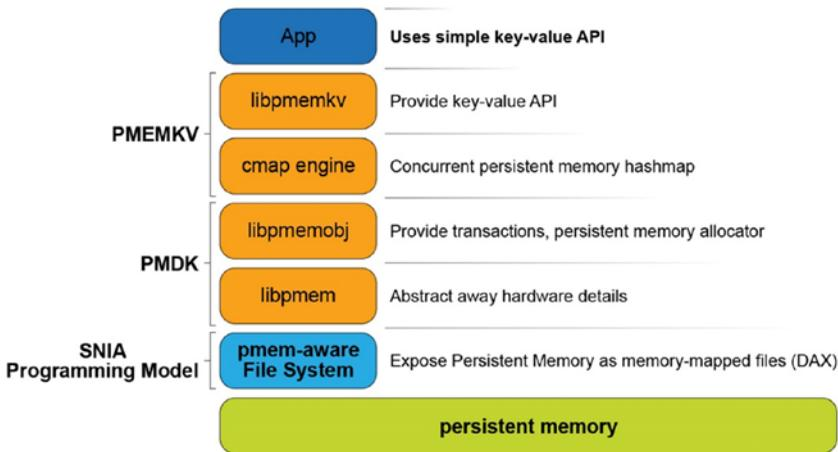 App
Uses simple key-value API
PMEMKV
libpmemkv
Provide key-value API
cmap engine
Concurrent persistent memory hashmap
PMDK
libpmemobj
Provide transactions, persistent memory allocator
libpmem
Abstract away hardware details
SNIA
Programming Model
pmem-aware
File System
Expose Persistent Memory as memory-mapped files (DAX)
persistent memory